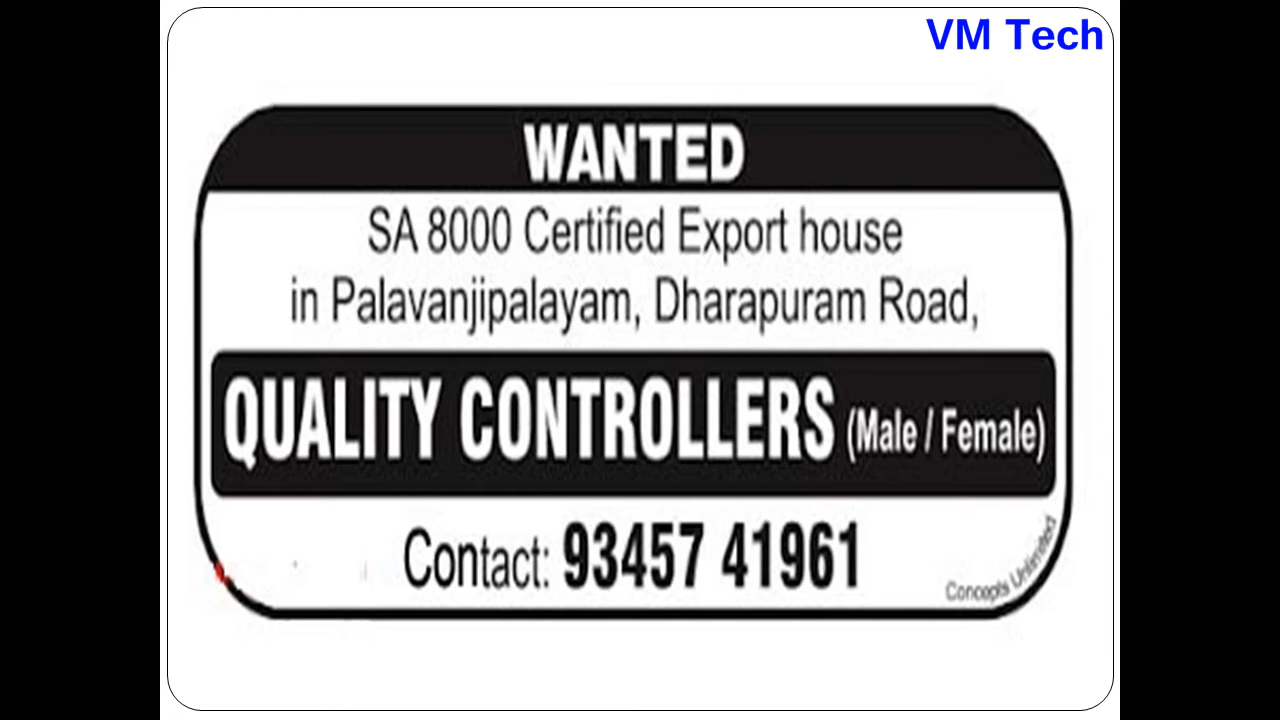 VM Tech
WANTED
SA 8000 Certified Export house
in Palavanjipalayam, Dharapuram Road,
QUALITY CONTROLLERS (Male / Female)
Contact: 93457 41961
Concepts Unlimited